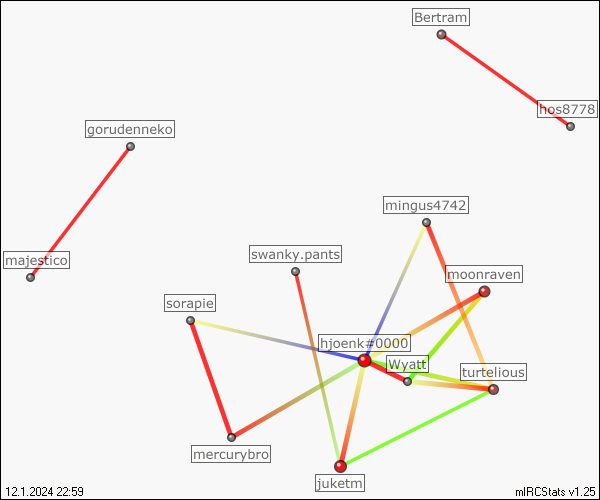 Bertram
hos8778
gorudenneko
mingus4742
majestico
swanky.pants
moonraven
sorapie
hjoenk#0000
Wyatt
turtelious
mercurybro
juketm
12.1.2024 22:59
mIRCStats v1.25